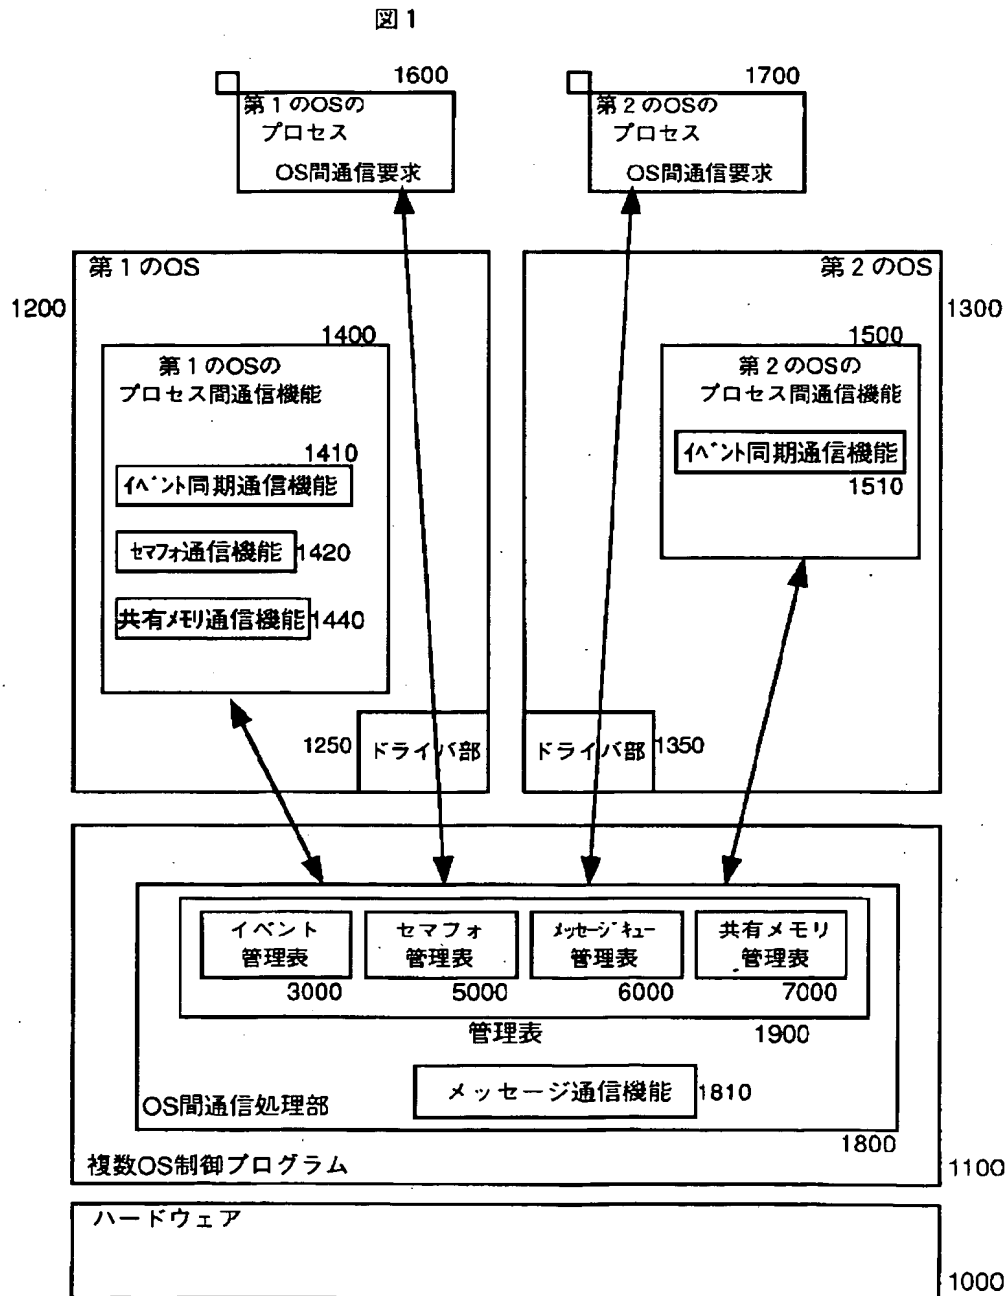 図1
1600
第1のOSの
プロセス
OS間通信要求
1700
第2のOSの
プロセス
OS間通信要求
第1のOS
1200
1400
第1のOSの
プロセス間通信機能
1410
イベント同期通信機能
セマフォ通信機能
1420
共有メモリ通信機能
1440
1250
ドライバ部
第2のOS
1300
1500
第2のOSの
プロセス間通信機能
イベント同期通信機能
1510
ドライバ部
1350
イベント
管理表
3000
セマフォ
管理表
5000
メッセージキュー
管理表
6000
共有メモリ
管理表
7000
管理表
1900
メッセージ通信機能
1810
OS間通信処理部
1800
複数OS制御プログラム
1100
ハードウェア
1000